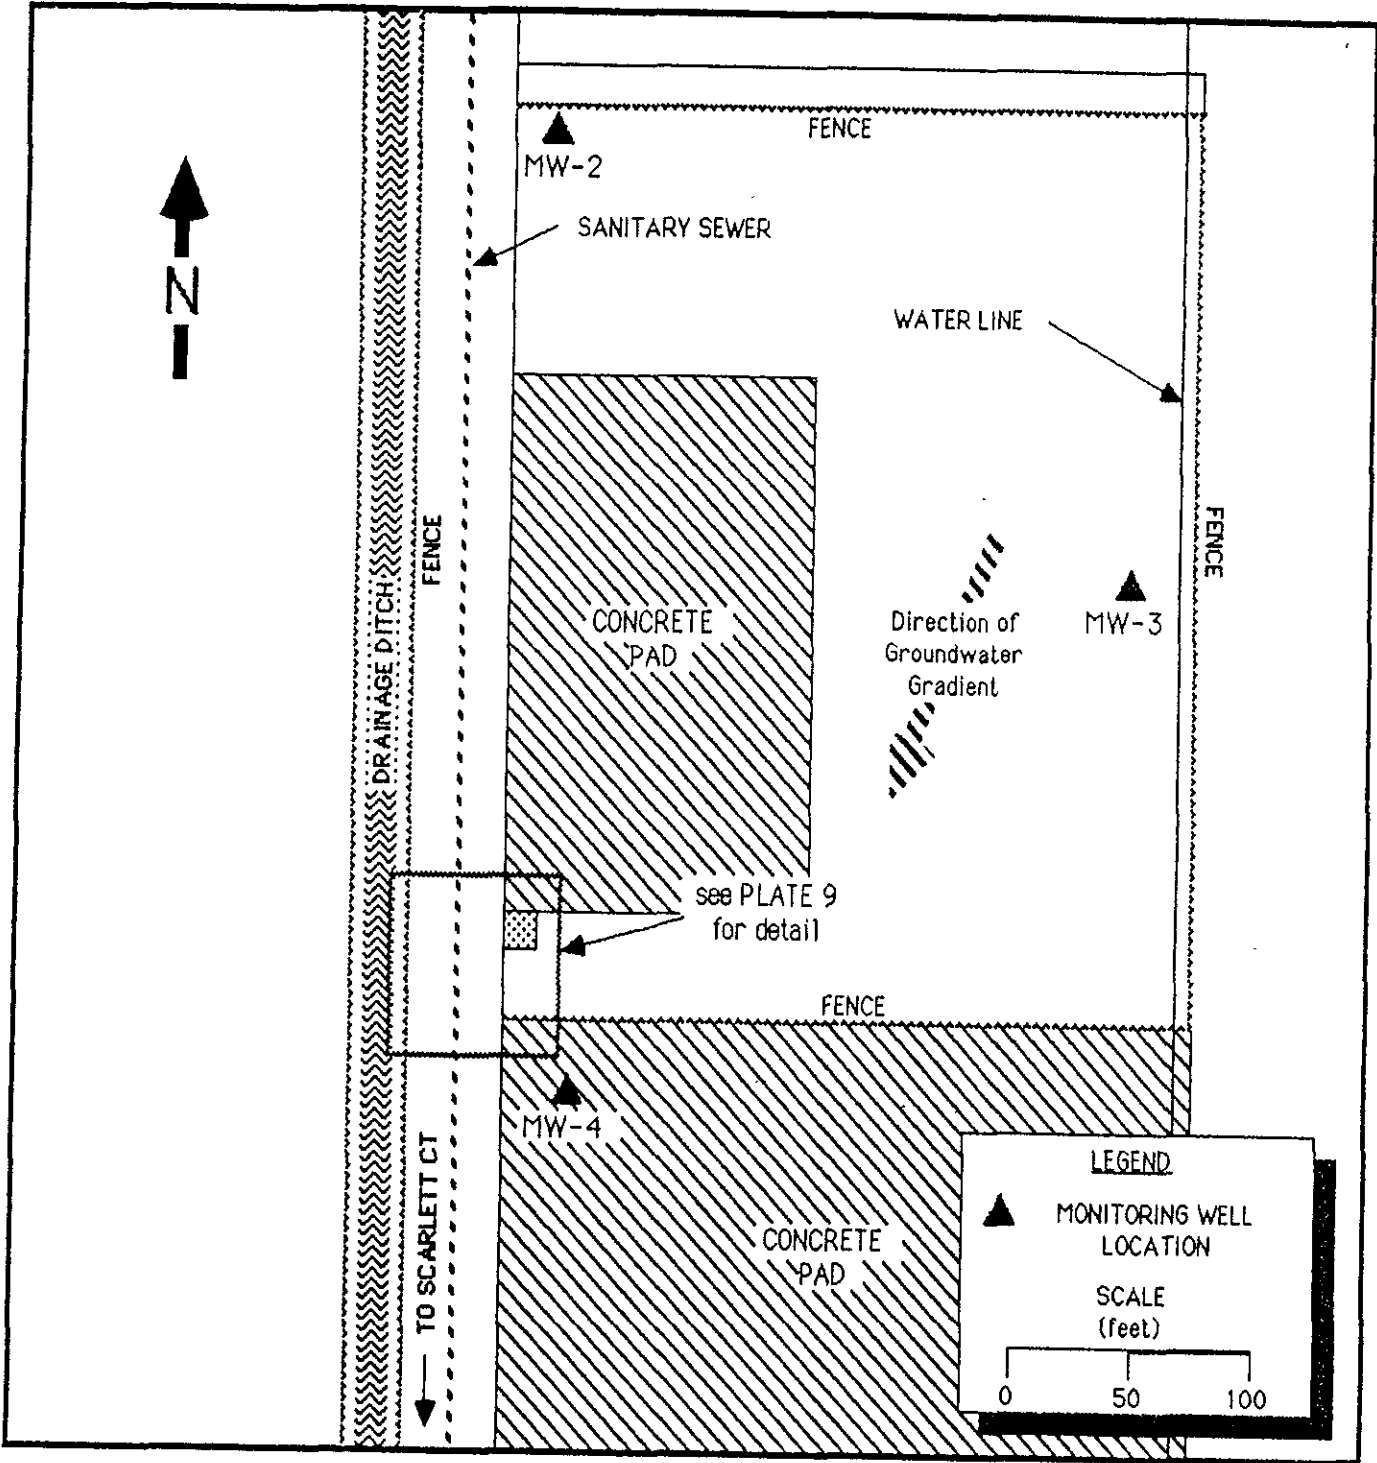 FENCE
MW-2
SANITARY SEWER
N
WATER LINE
FENCE
FENCE
DRAINAGE DITCH
CONCRETE
PAD
Direction of
Groundwater
Gradient
MW-3
see PLATE 9
for detail
FENCE
MW-4
TO SCARLETT CT
CONCRETE
PAD
LEGEND
MONITORING WELL
LOCATION
SCALE
(feet)
0 50 100